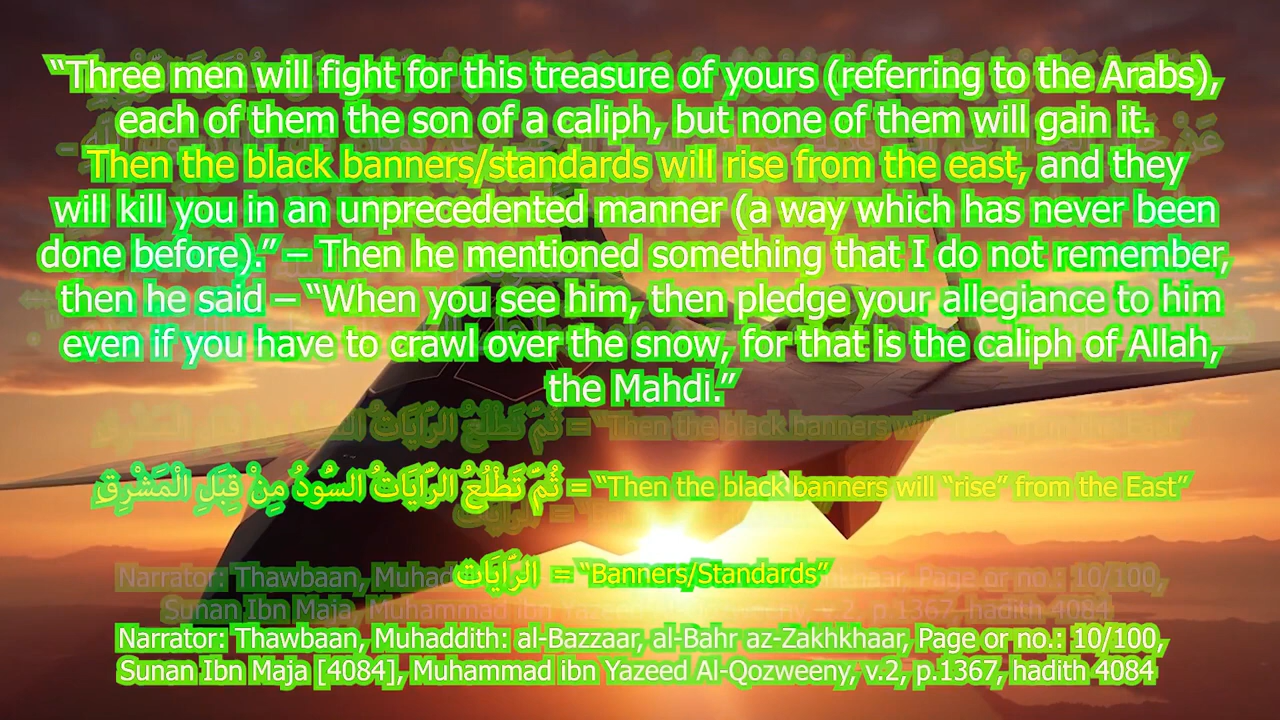 “Three men will fight for this treasure of yours (referring to the Arabs),
each of them the son of a caliph, but none of them will gain it.
Then the black banners/standards will rise from the east, and they
will kill you in an unprecedented manner (a way which has never been
done before).” – Then he mentioned something that I do not remember,
then he said – “When you see him, then pledge your allegiance to him
even if you have to crawl over the snow, for that is the caliph of Allah,
the Mahdi.”
ثُمَّ تَطْلُعُ الرَّايَاتُ السُّودُ مِنْ قِبَلِ الْمَشْرِقِ = “Then the black banners will “rise” from the East”
الرَّايَات = “Banners/Standards”
Narrator: Thawbaan, Muhaddith: al-Bazzaar, al-Bahr az-Zakhkhaar, Page or no.: 10/100,
Sunan Ibn Maja [4084], Muhammad ibn Yazeed Al-Qozweeny, v.2, p.1367, hadith 4084